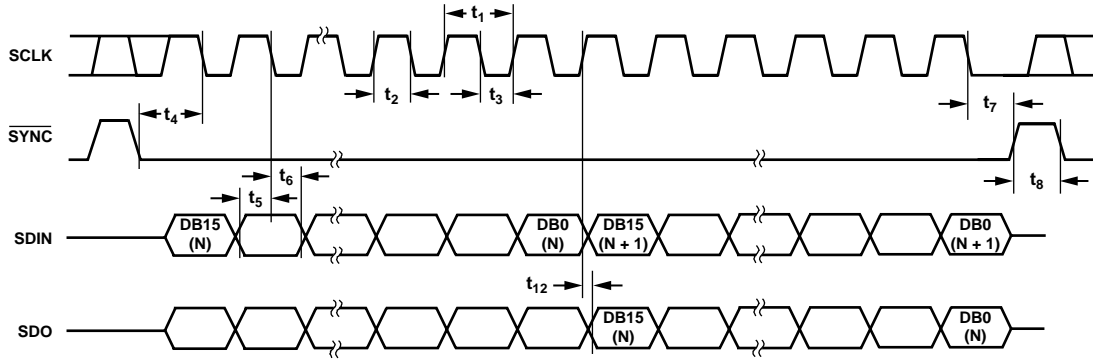 t1
SCLK
t2
t3
t4
t7
SYNC
t6
t5
t8
SDIN
DB15
(N)
DB0
(N)
DB15
(N + 1)
DB0
(N + 1)
t12
SDO
DB15
(N)
DB0
(N)